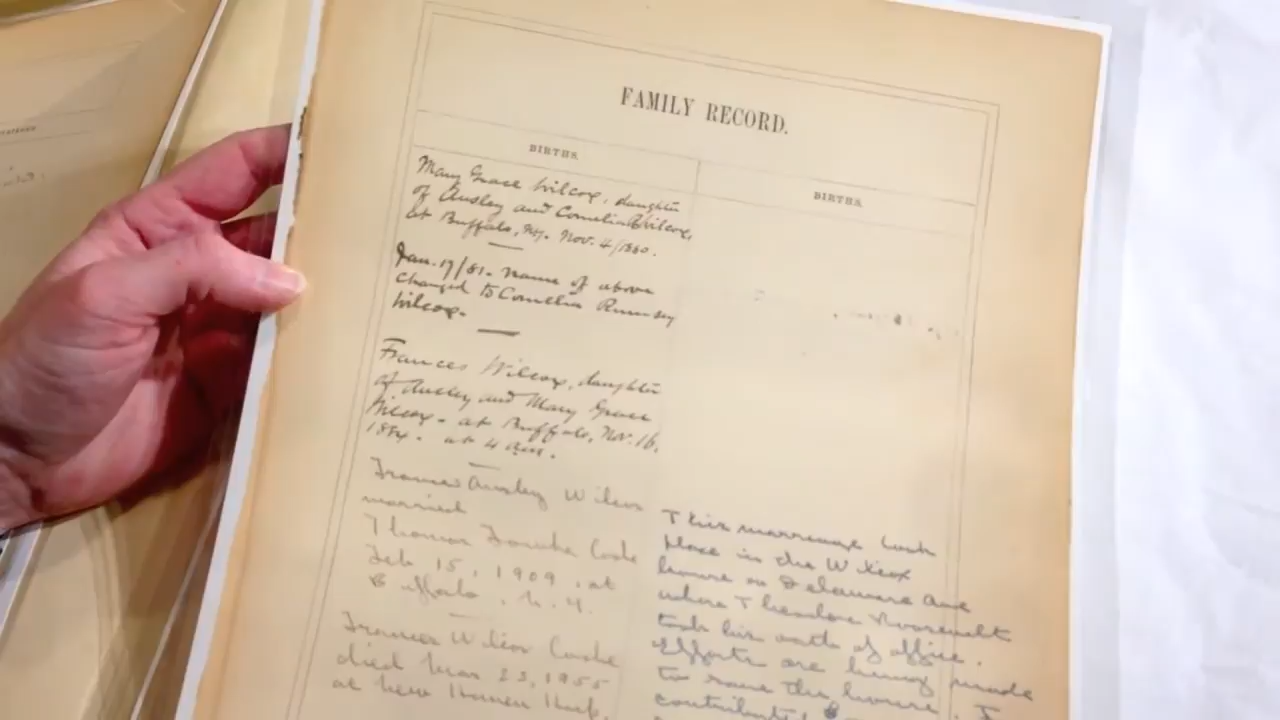 FAMILY RECORD.
BIRTHS.
Mary Grace Wilcox, daughter
of Ansley and Cornelia Wilcox,
at Buffalo, N.Y. Nov. 4/1880.
Jan. 17/81. Name of above
changed to Cornelia Rumsey
Wilcox.
Frances Wilcox, daughter
of Ansley and Mary Grace
Wilcox - at Buffalo, Nov. 16,
1884. at 4 a.m.
Frances Ansley Wilcox
married
Thomas Cooke
Feb 15, 1909, at
Buffalo, N.Y.
Frances Wilcox Cooke
died Mar 23, 1955
at New Haven Hosp.
BIRTHS.
This marriage took
place in the Wilcox
house on Delaware Ave
where Theodore Roosevelt
took his oath of office.
Efforts are being made
to save the house. I
contributed